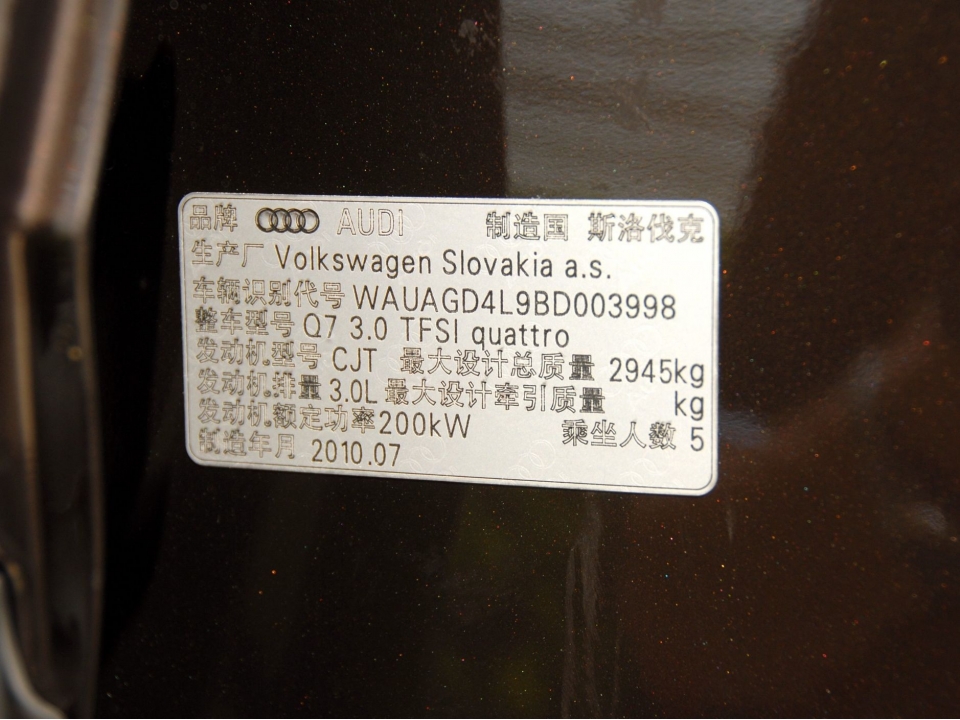 品牌 AUDI 制造国 斯洛伐克
生产厂 Volkswagen Slovakia a.s.
车辆识别代号 WAUAGD4L9BD003998
整车型号 Q7 3.0 TFSI quattro
发动机型号 CJT 最大设计总质量 2945kg
发动机排量 3.0L 最大设计牵引质量 kg
发动机额定功率 200kW 乘坐人数 5
制造年月 2010.07